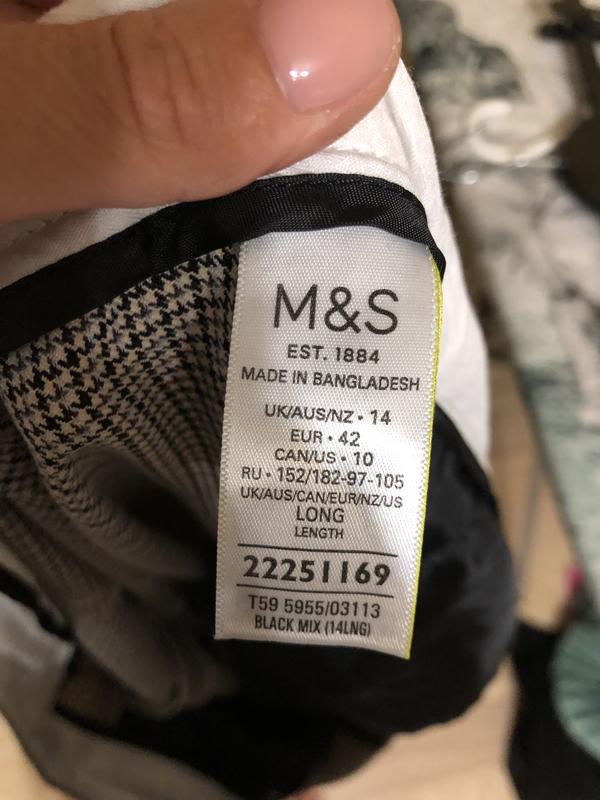 M&S
EST. 1884
MADE IN BANGLADESH
UK/AUS/NZ • 14
EUR • 42
CAN/US • 10
RU • 152/182-97-105
UK/AUS/CAN/EUR/NZ/US
LONG
LENGTH
22251169
T59 5955/03113
BLACK MIX (14LNG)